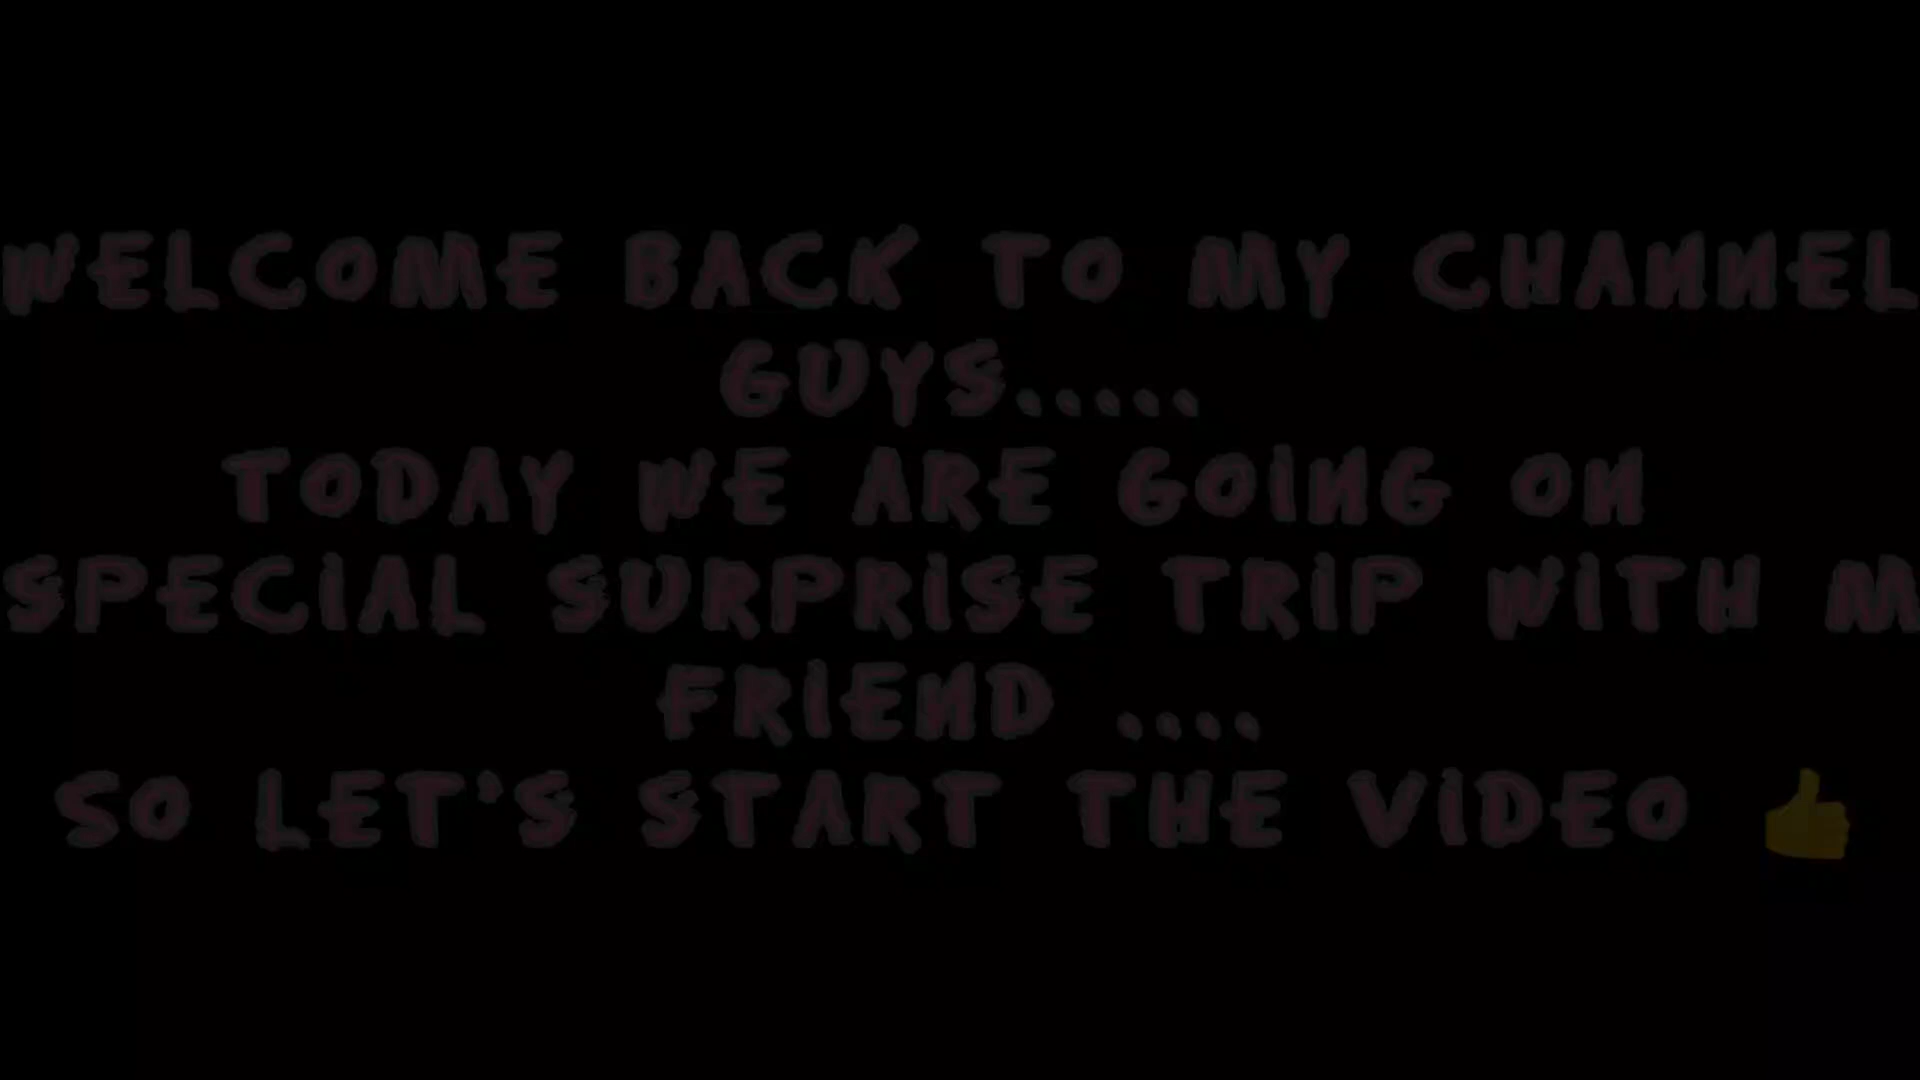 WELCOME BACK TO MY CHANNEL
GUYS.....
TODAY WE ARE GOING ON
SPECIAL SURPRISE TRIP WITH M
FRIEND ....
SO LET'S START THE VIDEO 👍